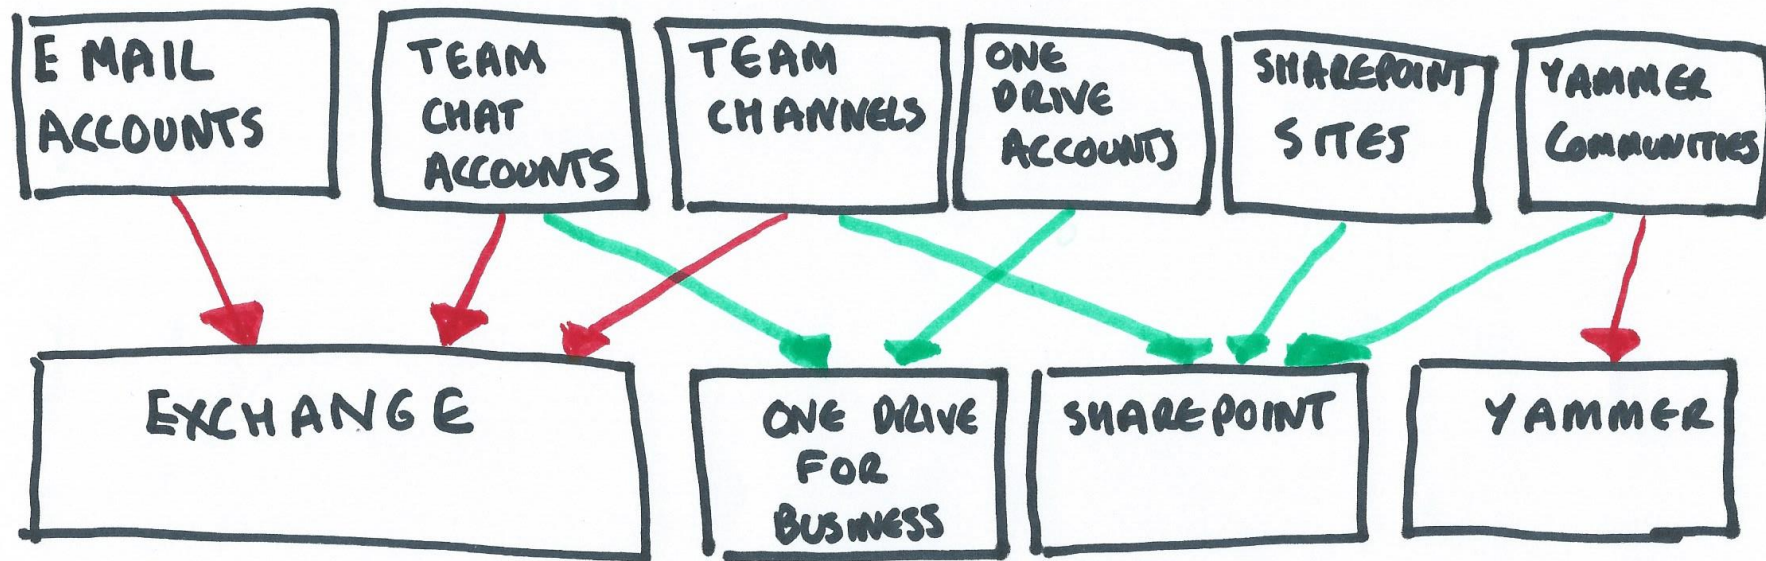 E MAIL
ACCOUNTS
TEAM
CHAT
ACCOUNTS
TEAM
CHANNELS
ONE
DRIVE
ACCOUNTS
SHAREPOINT
SITES
YAMMER
COMMUNITIES
EXCHANGE
ONE DRIVE
FOR
BUSINESS
SHAREPOINT
YAMMER